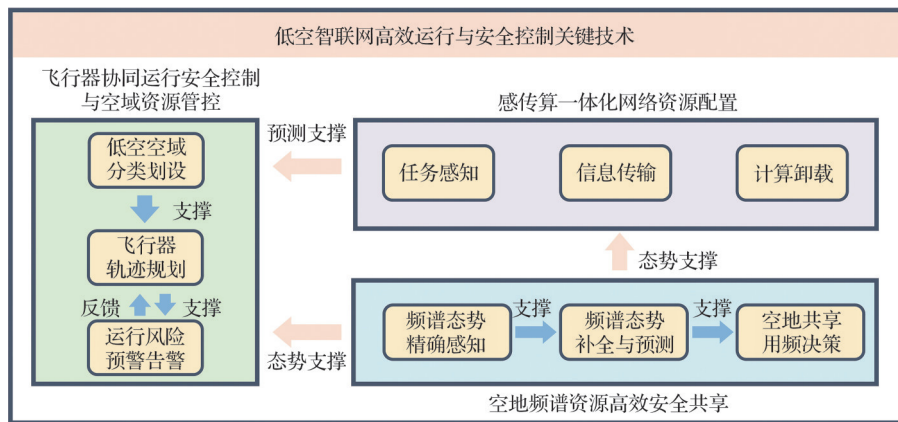 低空智联网高效运行与安全控制关键技术
飞行器协同运行安全控制
与空域资源管控
低空空域
分类划设
支撑
飞行器
轨迹规划
反馈
支撑
运行风险
预警告警
预测支撑
感传算一体化网络资源配置
任务感知
信息传输
计算卸载
态势支撑
态势支撑
频谱态势
精确感知
支撑
频谱态势
补全与预测
支撑
空地共享
用频决策
空地频谱资源高效安全共享